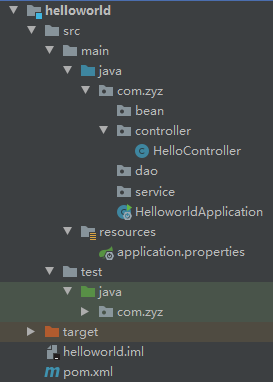 helloworld
src
main
java
com.zyz
bean
controller
HelloController
dao
service
HelloworldApplication
resources
application.properties
test
java
com.zyz
target
helloworld.iml
pom.xml